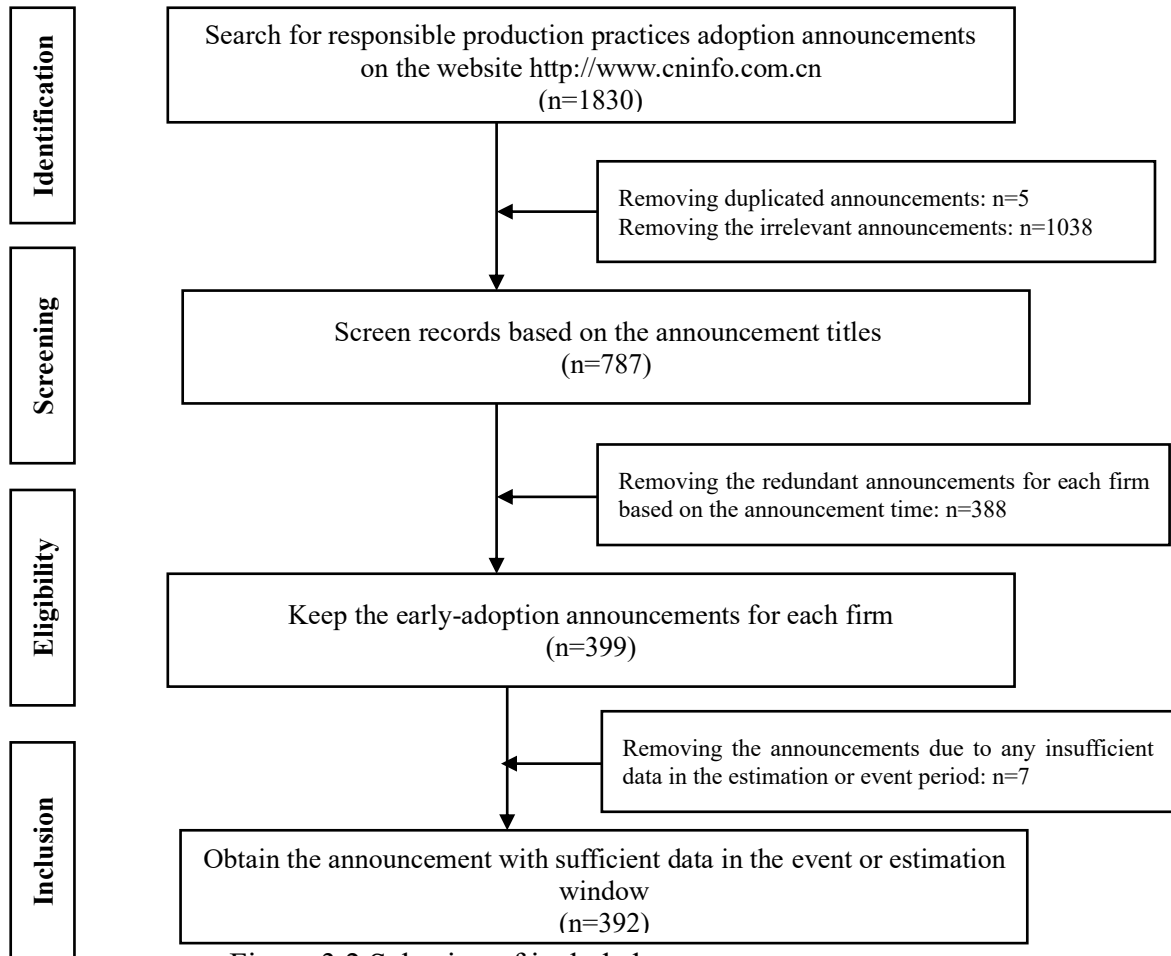 Identification
Search for responsible production practices adoption announcements
on the website http://www.cninfo.com.cn
(n=1830)
Removing duplicated announcements: n=5
Removing the irrelevant announcements: n=1038
Screening
Screen records based on the announcement titles
(n=787)
Removing the redundant announcements for each firm
based on the announcement time: n=388
Eligibility
Keep the early-adoption announcements for each firm
(n=399)
Removing the announcements due to any insufficient
data in the estimation or event period: n=7
Inclusion
Obtain the announcement with sufficient data in the event or estimation
window
(n=392)